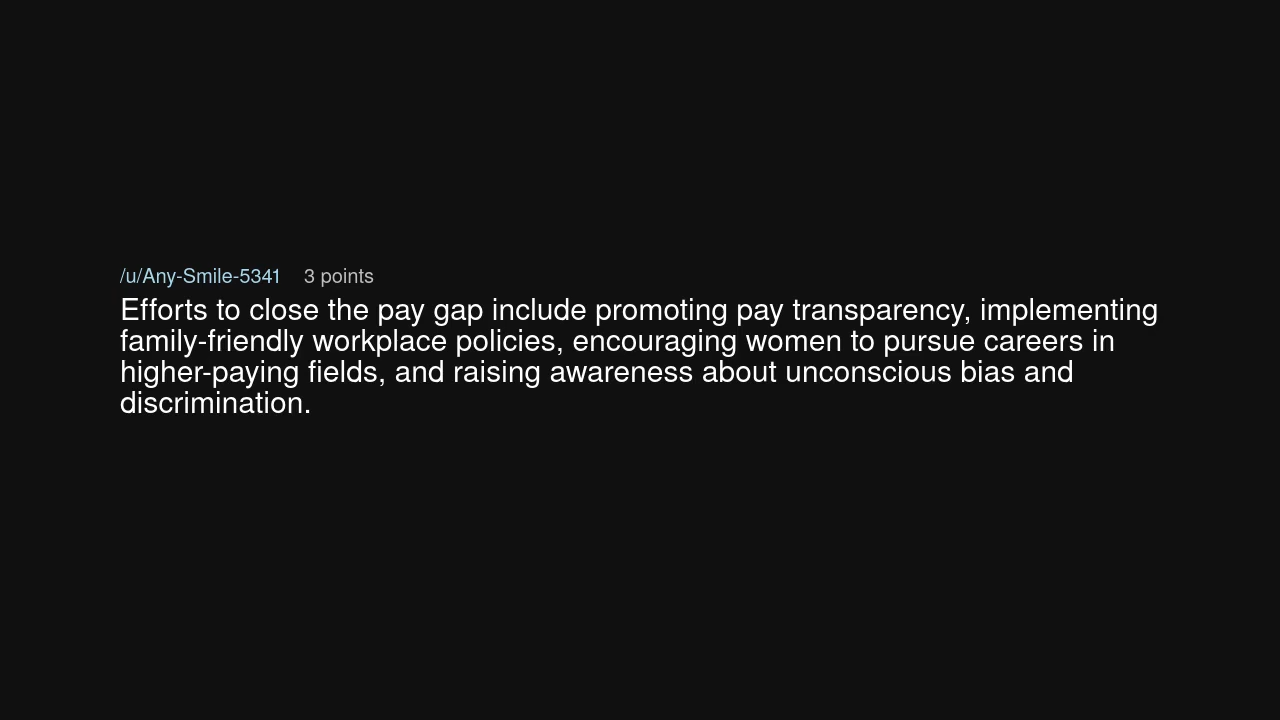 /u/Any-Smile-5341 3 points
Efforts to close the pay gap include promoting pay transparency, implementing
family-friendly workplace policies, encouraging women to pursue careers in
higher-paying fields, and raising awareness about unconscious bias and
discrimination.